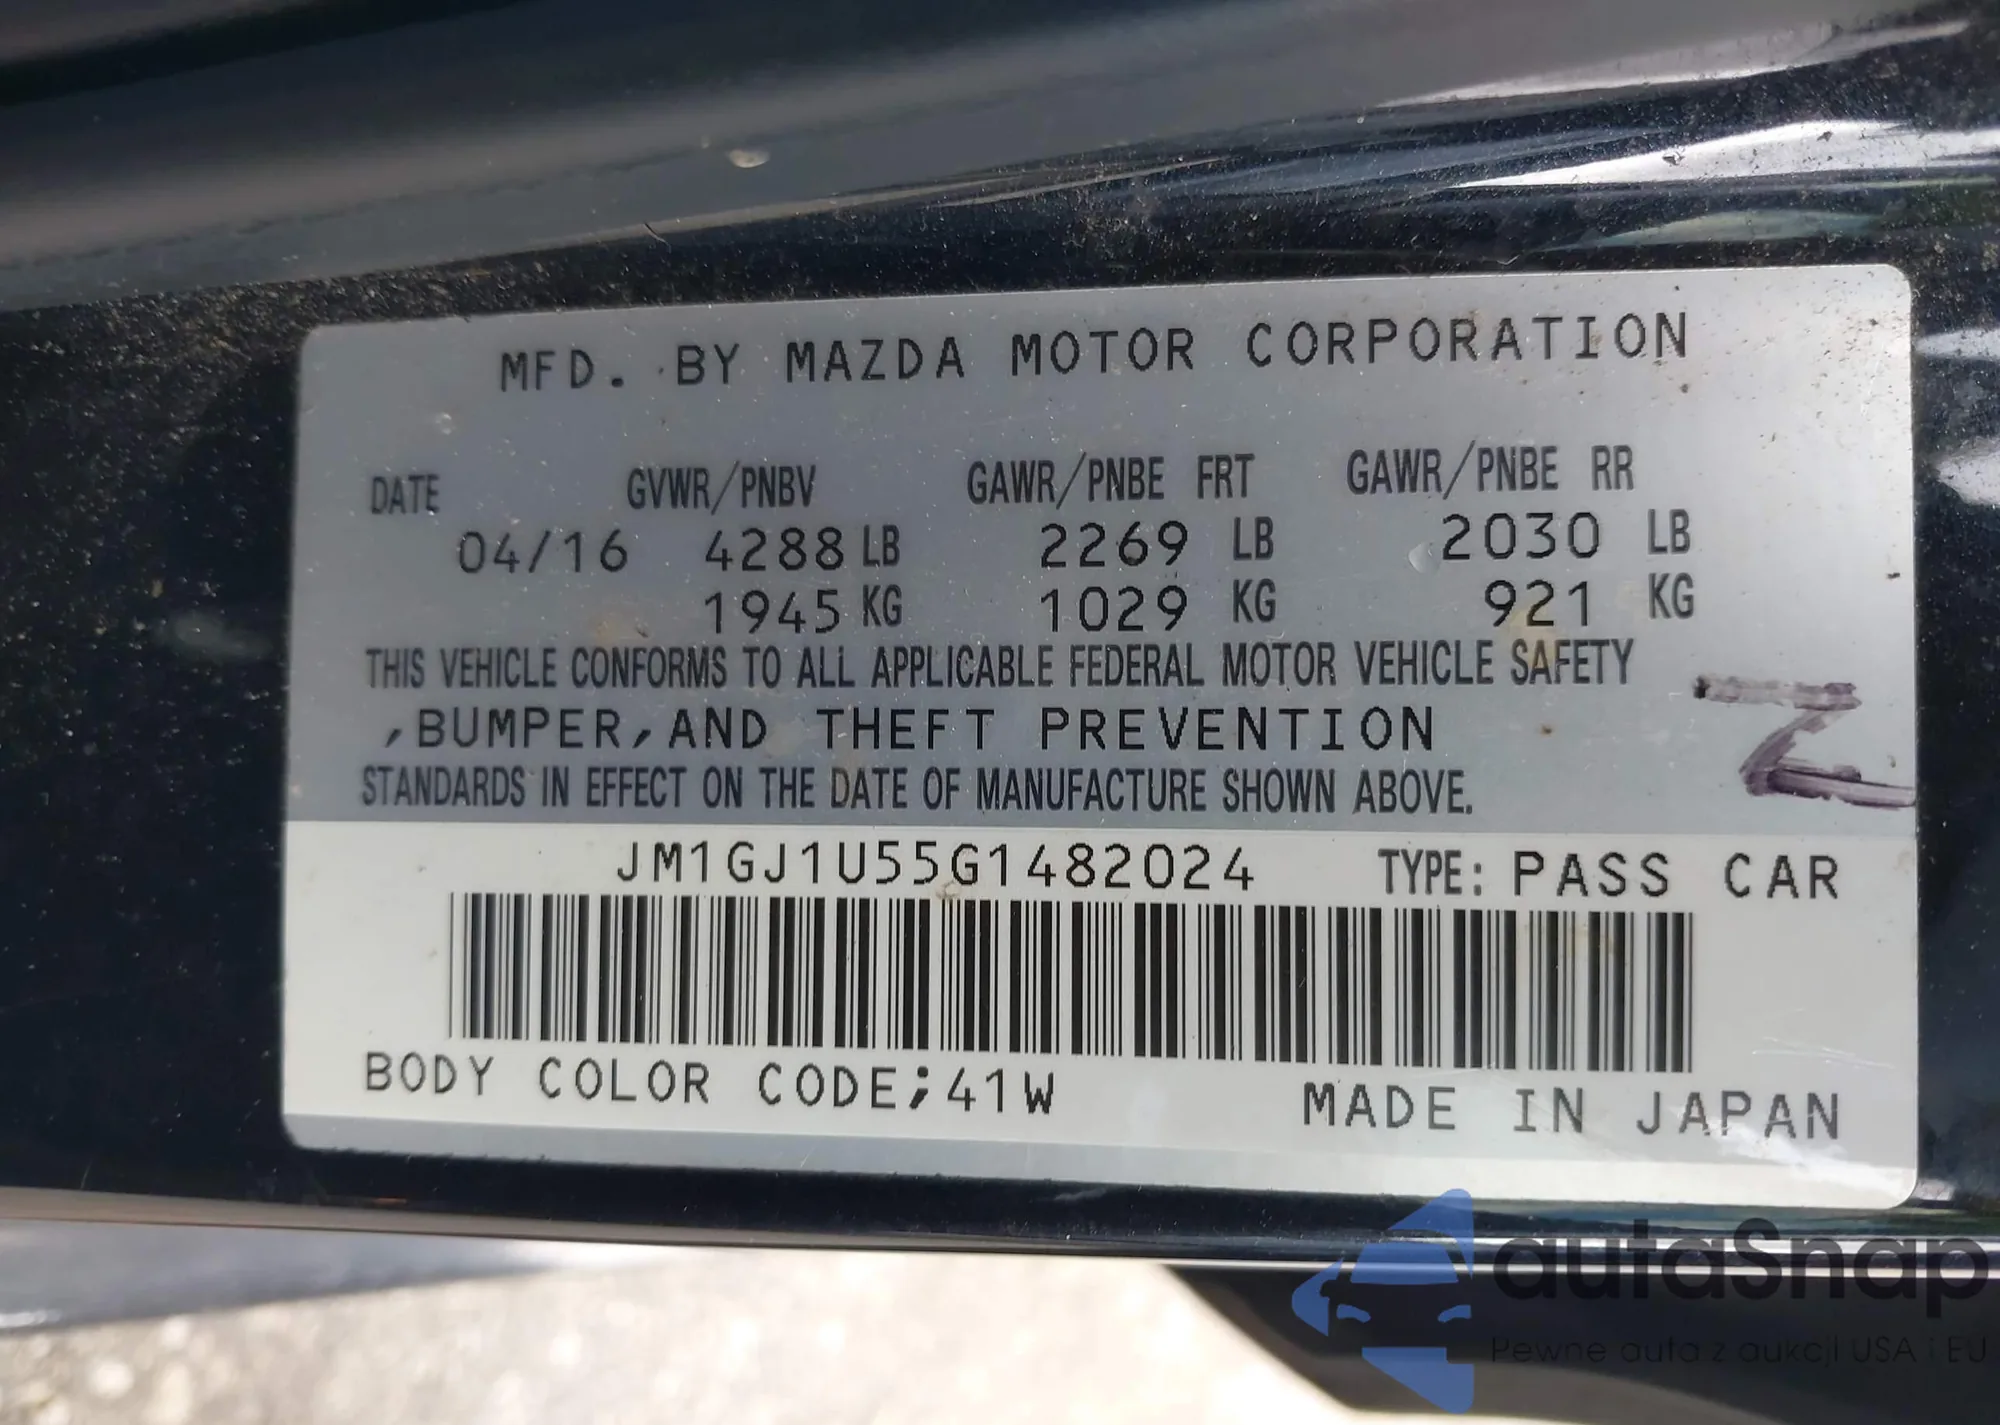 MFD. BY MAZDA MOTOR CORPORATION
DATE GVWR/PNBV GAWR/PNBE FRT GAWR/PNBE RR
04/16 4288 LB 2269 LB 2030 LB
1945 KG 1029 KG 921 KG
THIS VEHICLE CONFORMS TO ALL APPLICABLE FEDERAL MOTOR VEHICLE SAFETY
,BUMPER,AND THEFT PREVENTION
STANDARDS IN EFFECT ON THE DATE OF MANUFACTURE SHOWN ABOVE.
Z
JM1GJ1U55G1482024 TYPE: PASS CAR
BODY COLOR CODE;41W MADE IN JAPAN
autaSnap
Pewne auta z aukcji USA i EU